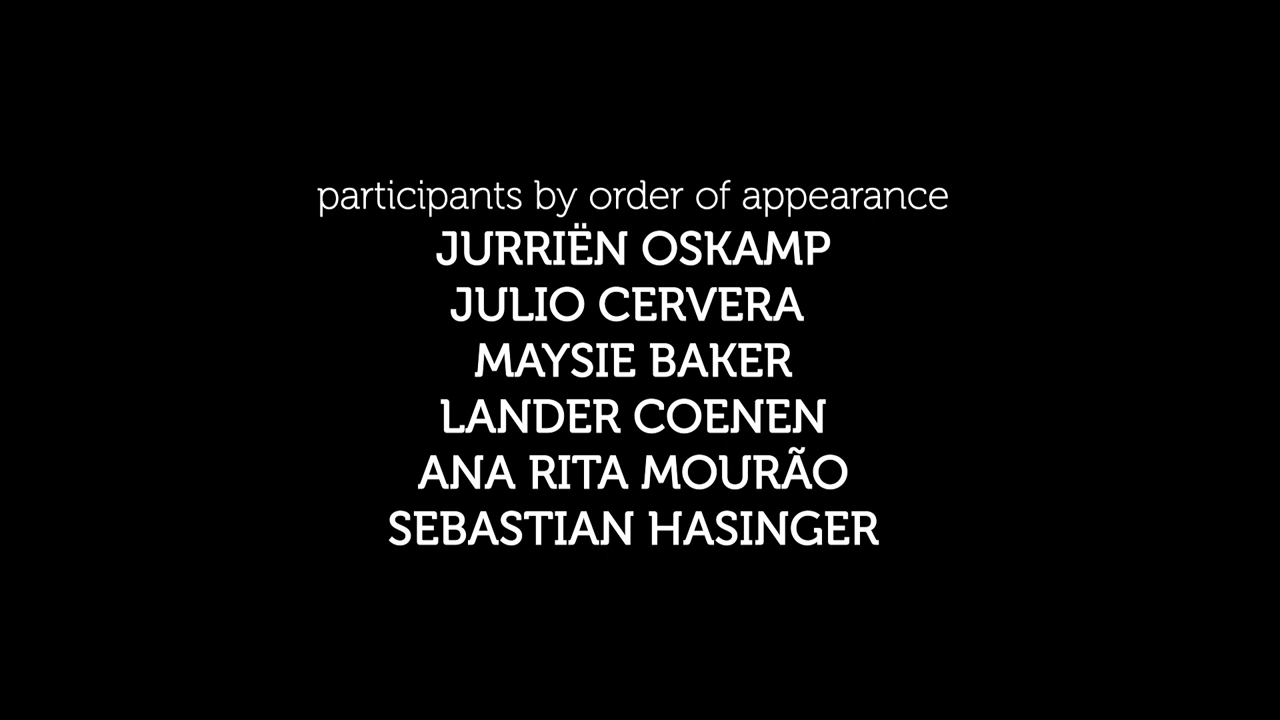 participants by order of appearance
JURRIËN OSKAMP
JULIO CERVERA
MAYSIE BAKER
LANDER COENEN
ANA RITA MOURÃO
SEBASTIAN HASINGER